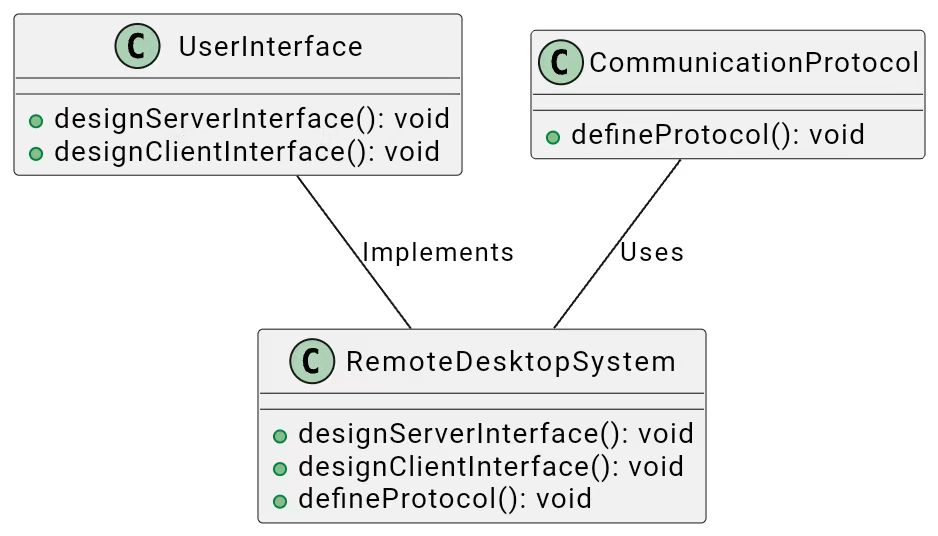 C UserInterface
designServerInterface(): void
designClientInterface(): void
C CommunicationProtocol
defineProtocol(): void
Implements
Uses
C RemoteDesktopSystem
designServerInterface(): void
designClientInterface(): void
defineProtocol(): void